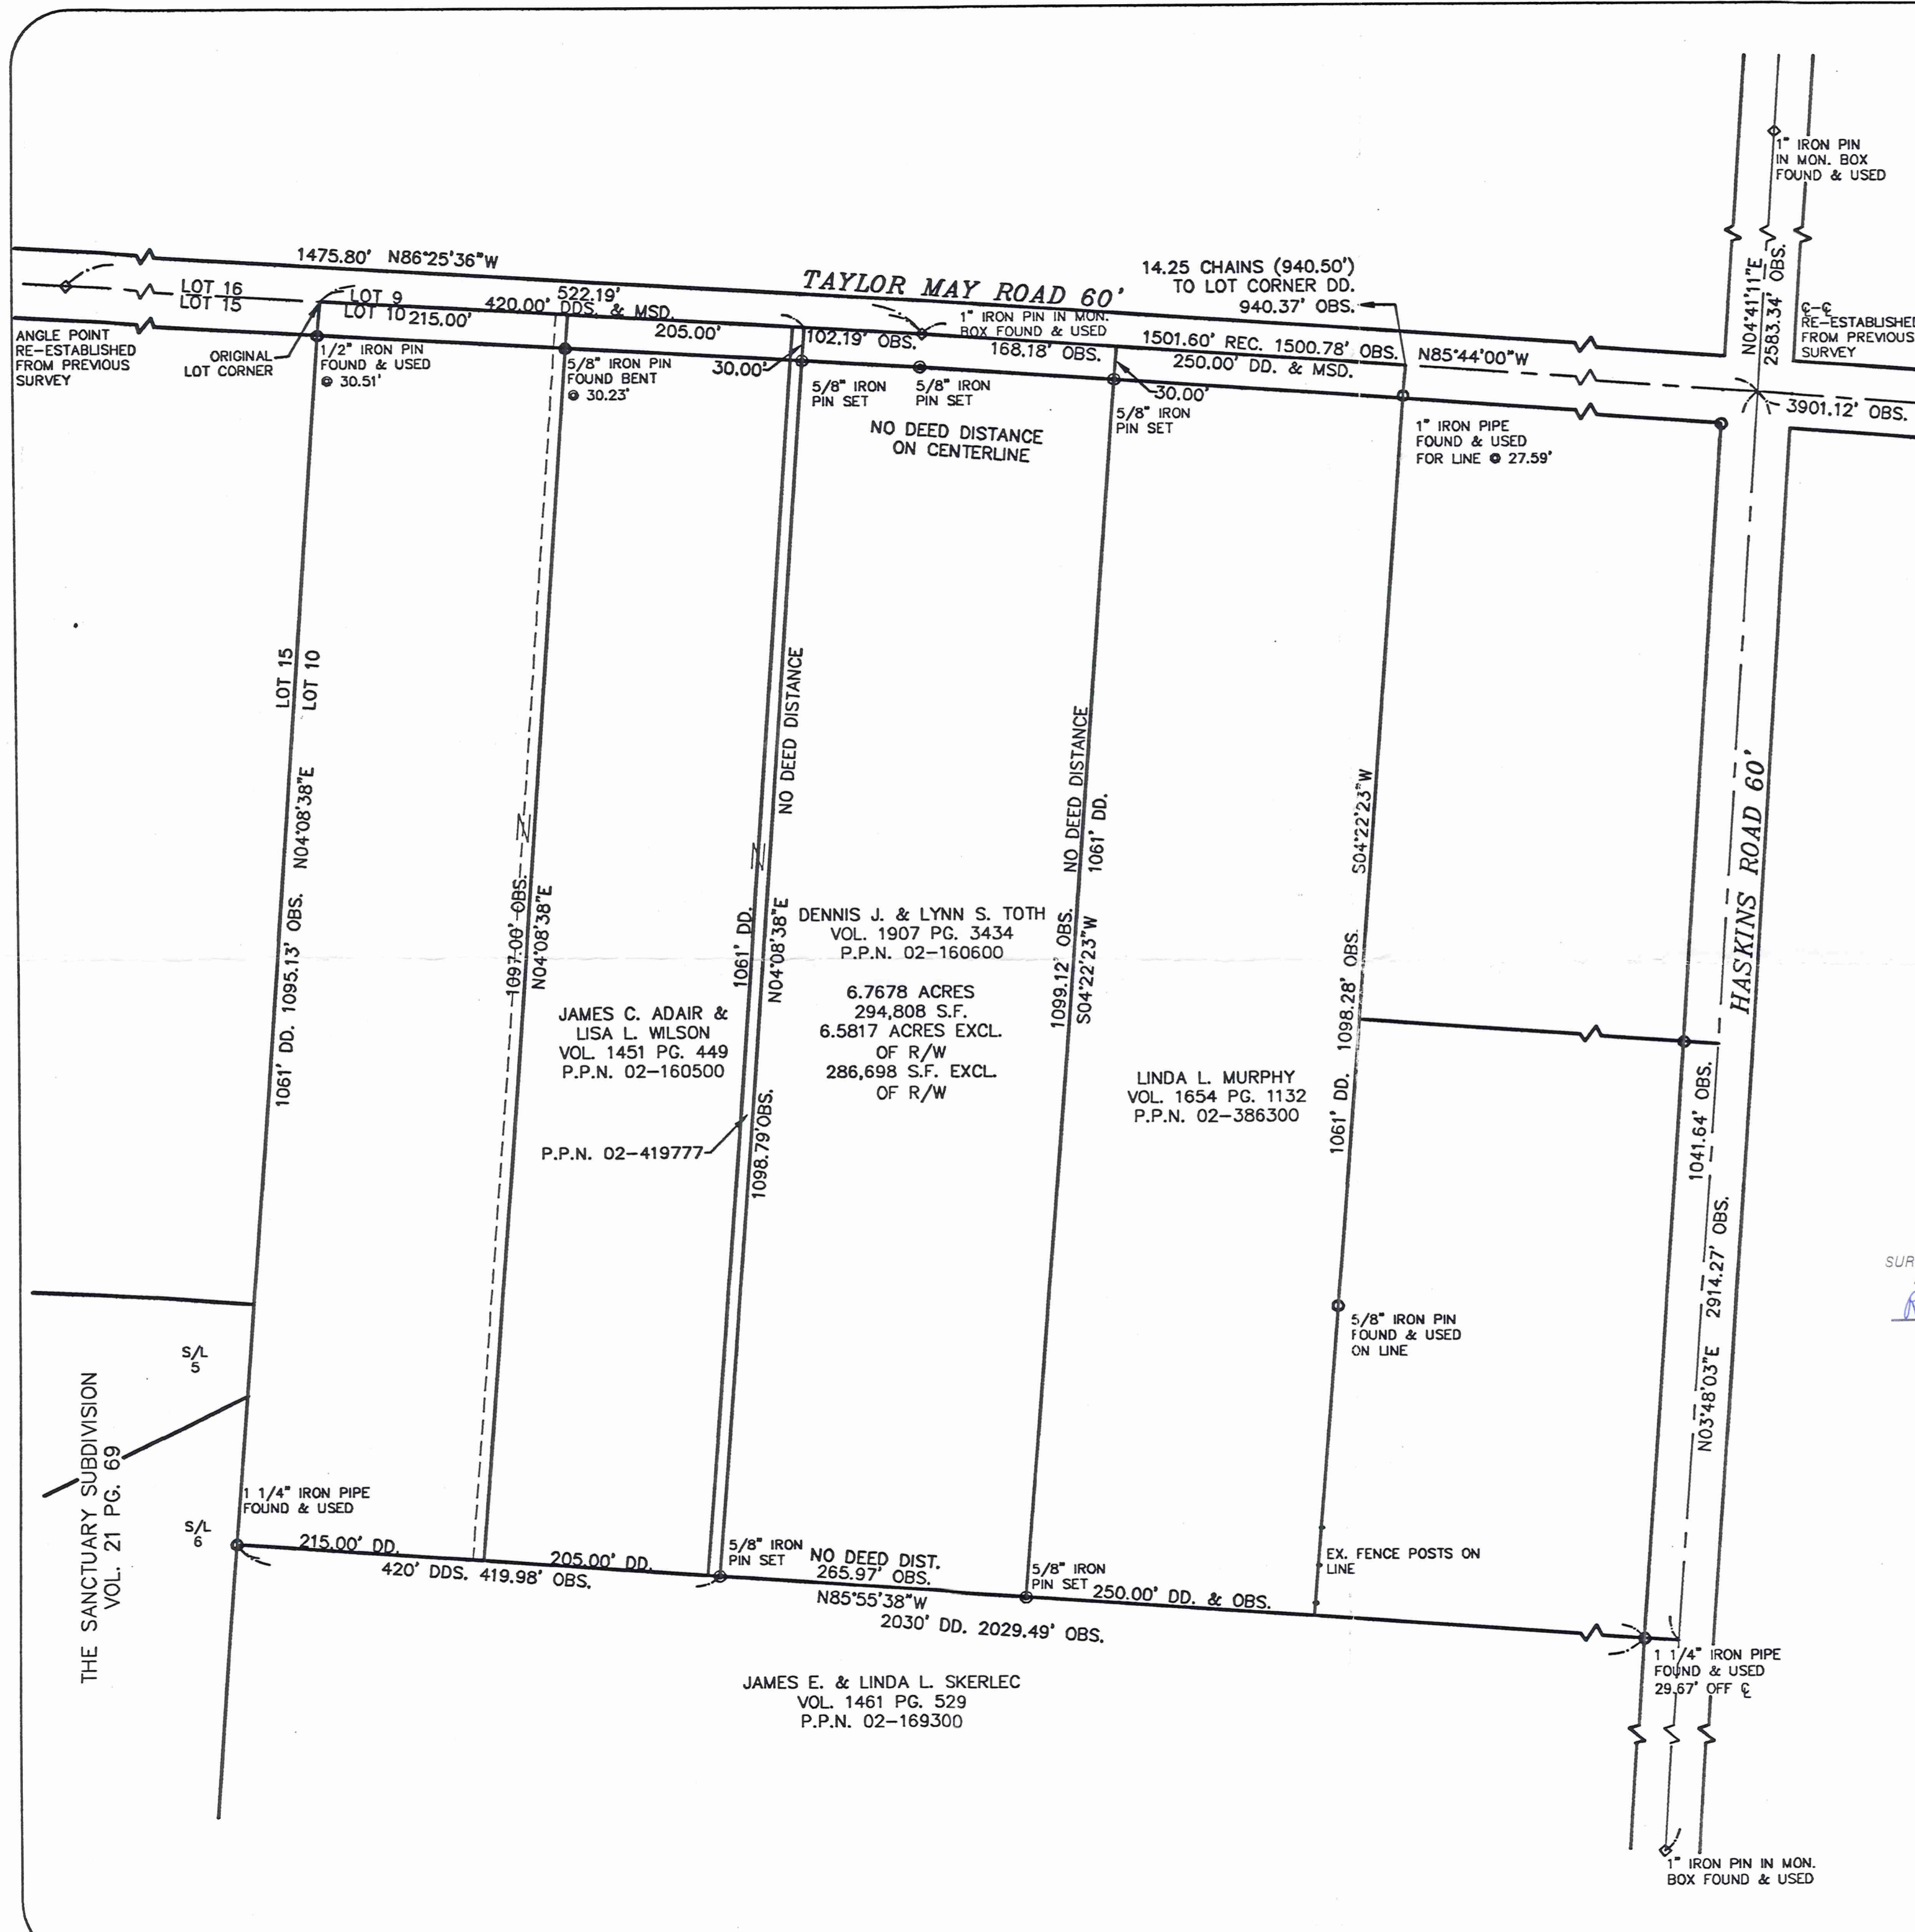 1" IRON PIN
IN MON. BOX
FOUND & USED
N04°41'11"E
2583.34' OBS.
1475.80' N86°25'36"W
TAYLOR MAY ROAD 60'
14.25 CHAINS (940.50')
TO LOT CORNER DD.
940.37' OBS.
LOT 16
LOT 15
LOT 9
LOT 10
522.19'
420.00' DDS. & MSD.
215.00'
205.00'
102.19' OBS.
1" IRON PIN IN MON.
BOX FOUND & USED
168.18' OBS.
1501.60' REC. 1500.78' OBS.
250.00' DD. & MSD.
N85°44'00"W
℄-℄
RE-ESTABLISHED
FROM PREVIOUS
SURVEY
3901.12' OBS.
ANGLE POINT
RE-ESTABLISHED
FROM PREVIOUS
SURVEY
ORIGINAL
LOT CORNER
1/2" IRON PIN
FOUND & USED
@ 30.51'
5/8" IRON PIN
FOUND BENT
@ 30.23'
30.00'
5/8" IRON
PIN SET
5/8" IRON
PIN SET
NO DEED DISTANCE
ON CENTERLINE
30.00'
5/8" IRON
PIN SET
1" IRON PIPE
FOUND & USED
FOR LINE @ 27.59'
LOT 15
LOT 10
1061' DD. 1095.13' OBS. N04°08'38"E
1097.00' OBS.
N04°08'38"E
NO DEED DISTANCE
1061' DD.
N04°08'38"E
1098.79'OBS.
NO DEED DISTANCE
1061' DD.
1099.12' OBS.
S04°22'23"W
S04°22'23"W
1061' DD. 1098.28' OBS.
HASKINS ROAD 60'
DENNIS J. & LYNN S. TOTH
VOL. 1907 PG. 3434
P.P.N. 02-160600
6.7678 ACRES
294,808 S.F.
6.5817 ACRES EXCL.
OF R/W
286,698 S.F. EXCL.
OF R/W
JAMES C. ADAIR &
LISA L. WILSON
VOL. 1451 PG. 449
P.P.N. 02-160500
P.P.N. 02-419777
LINDA L. MURPHY
VOL. 1654 PG. 1132
P.P.N. 02-386300
1041.64' OBS.
N03°48'03"E 2914.27' OBS.
SUR
5/8" IRON PIN
FOUND & USED
ON LINE
S/L
5
THE SANCTUARY SUBDIVISION
VOL. 21 PG. 69
S/L
6
1 1/4" IRON PIPE
FOUND & USED
215.00' DD.
420' DDS. 419.98' OBS.
205.00' DD.
5/8" IRON
PIN SET
NO DEED DIST.
265.97' OBS.
N85°55'38"W
2030' DD. 2029.49' OBS.
5/8" IRON
PIN SET
250.00' DD. & OBS.
EX. FENCE POSTS ON
LINE
1 1/4" IRON PIPE
FOUND & USED
29.67' OFF ℄
JAMES E. & LINDA L. SKERLEC
VOL. 1461 PG. 529
P.P.N. 02-169300
1" IRON PIN IN MON.
BOX FOUND & USED